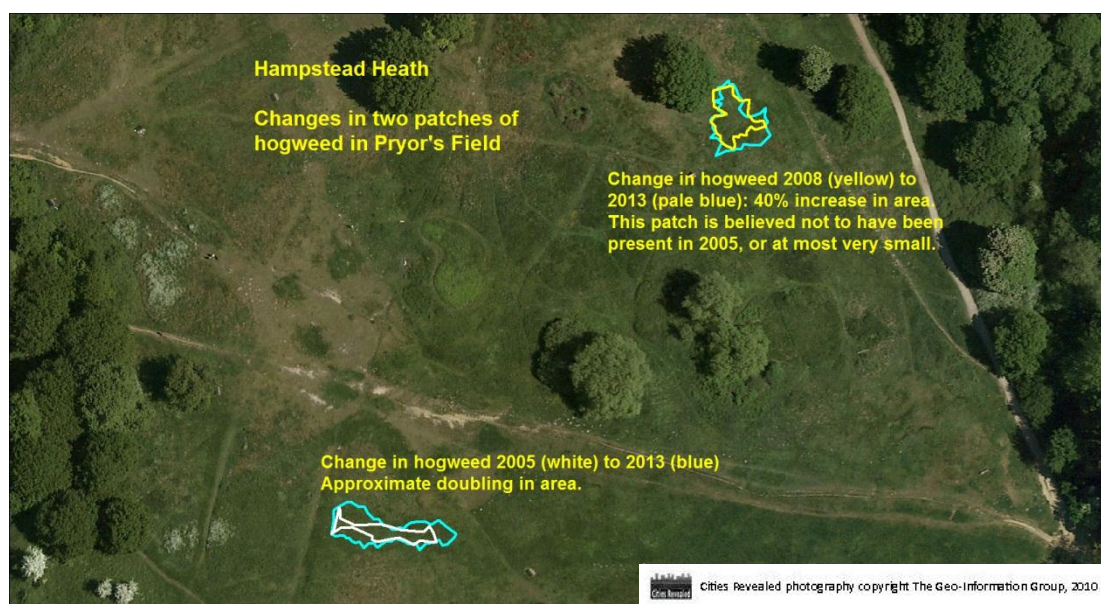 Hampstead Heath
Changes in two patches of
hogweed in Pryor's Field
Change in hogweed 2008 (yellow) to
2013 (pale blue): 40% increase in area.
This patch is believed not to have been
present in 2005, or at most very small.
Change in hogweed 2005 (white) to 2013 (blue)
Approximate doubling in area.
Cities Revealed
Cities Revealed photography copyright The Geo-Information Group, 2010